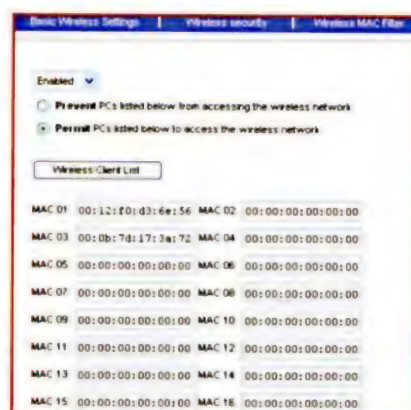 Basic Wireless Settings | Wireless security | Wireless MAC Filter
Enabled
Prevent PCs listed below from accessing the wireless network
Permit PCs listed below to access the wireless network
Wireless Client List
MAC 01 00:12:f0:d3:6e:56 MAC 02 00:00:00:00:00:00
MAC 03 00:0b:7d:17:3a:72 MAC 04 00:00:00:00:00:00
MAC 05 00:00:00:00:00:00 MAC 06 00:00:00:00:00:00
MAC 07 00:00:00:00:00:00 MAC 08 00:00:00:00:00:00
MAC 09 00:00:00:00:00:00 MAC 10 00:00:00:00:00:00
MAC 11 00:00:00:00:00:00 MAC 12 00:00:00:00:00:00
MAC 13 00:00:00:00:00:00 MAC 14 00:00:00:00:00:00
MAC 15 00:00:00:00:00:00 MAC 16 00:00:00:00:00:00